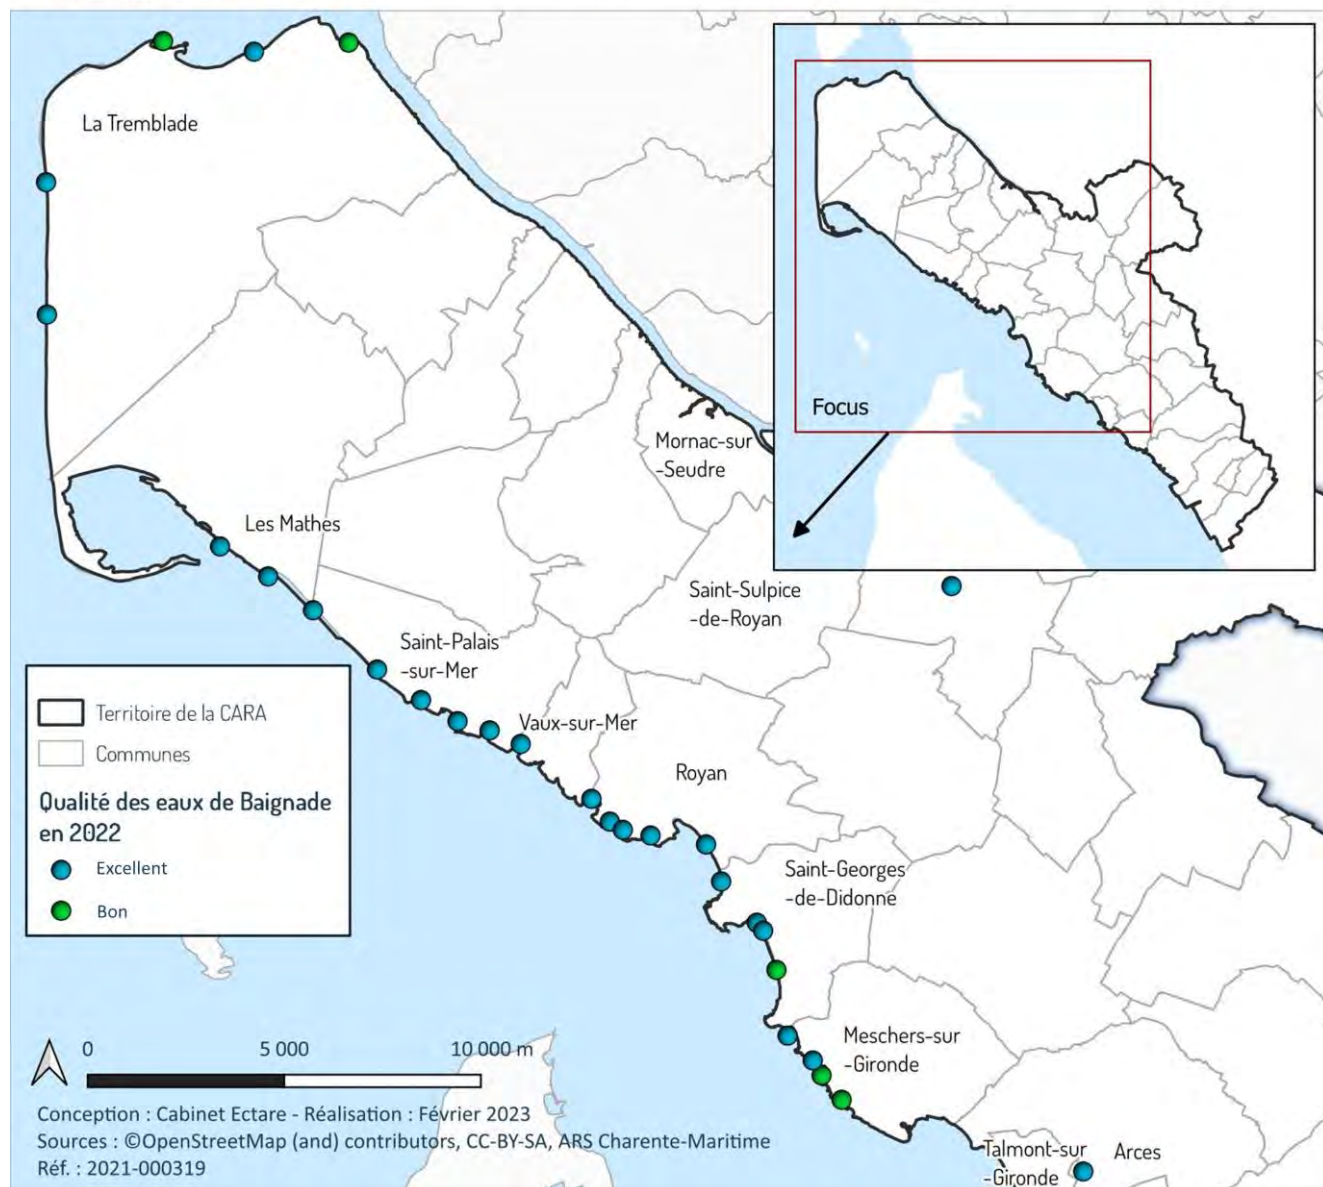 La Tremblade
Focus
Mornac-sur
-Seudre
Les Mathes
Saint-Sulpice
-de-Royan
Saint-Palais
-sur-Mer
Vaux-sur-Mer
Royan
Territoire de la CARA
Communes
Qualité des eaux de Baignade
en 2022
Excellent
Bon
Saint-Georges
-de-Didonne
Meschers-sur
-Gironde
0 5 000 10 000 m
Conception : Cabinet Ectare - Réalisation : Février 2023
Sources : ©OpenStreetMap (and) contributors, CC-BY-SA, ARS Charente-Maritime
Réf. : 2021-000319
Talmont-sur
-Gironde
Arces